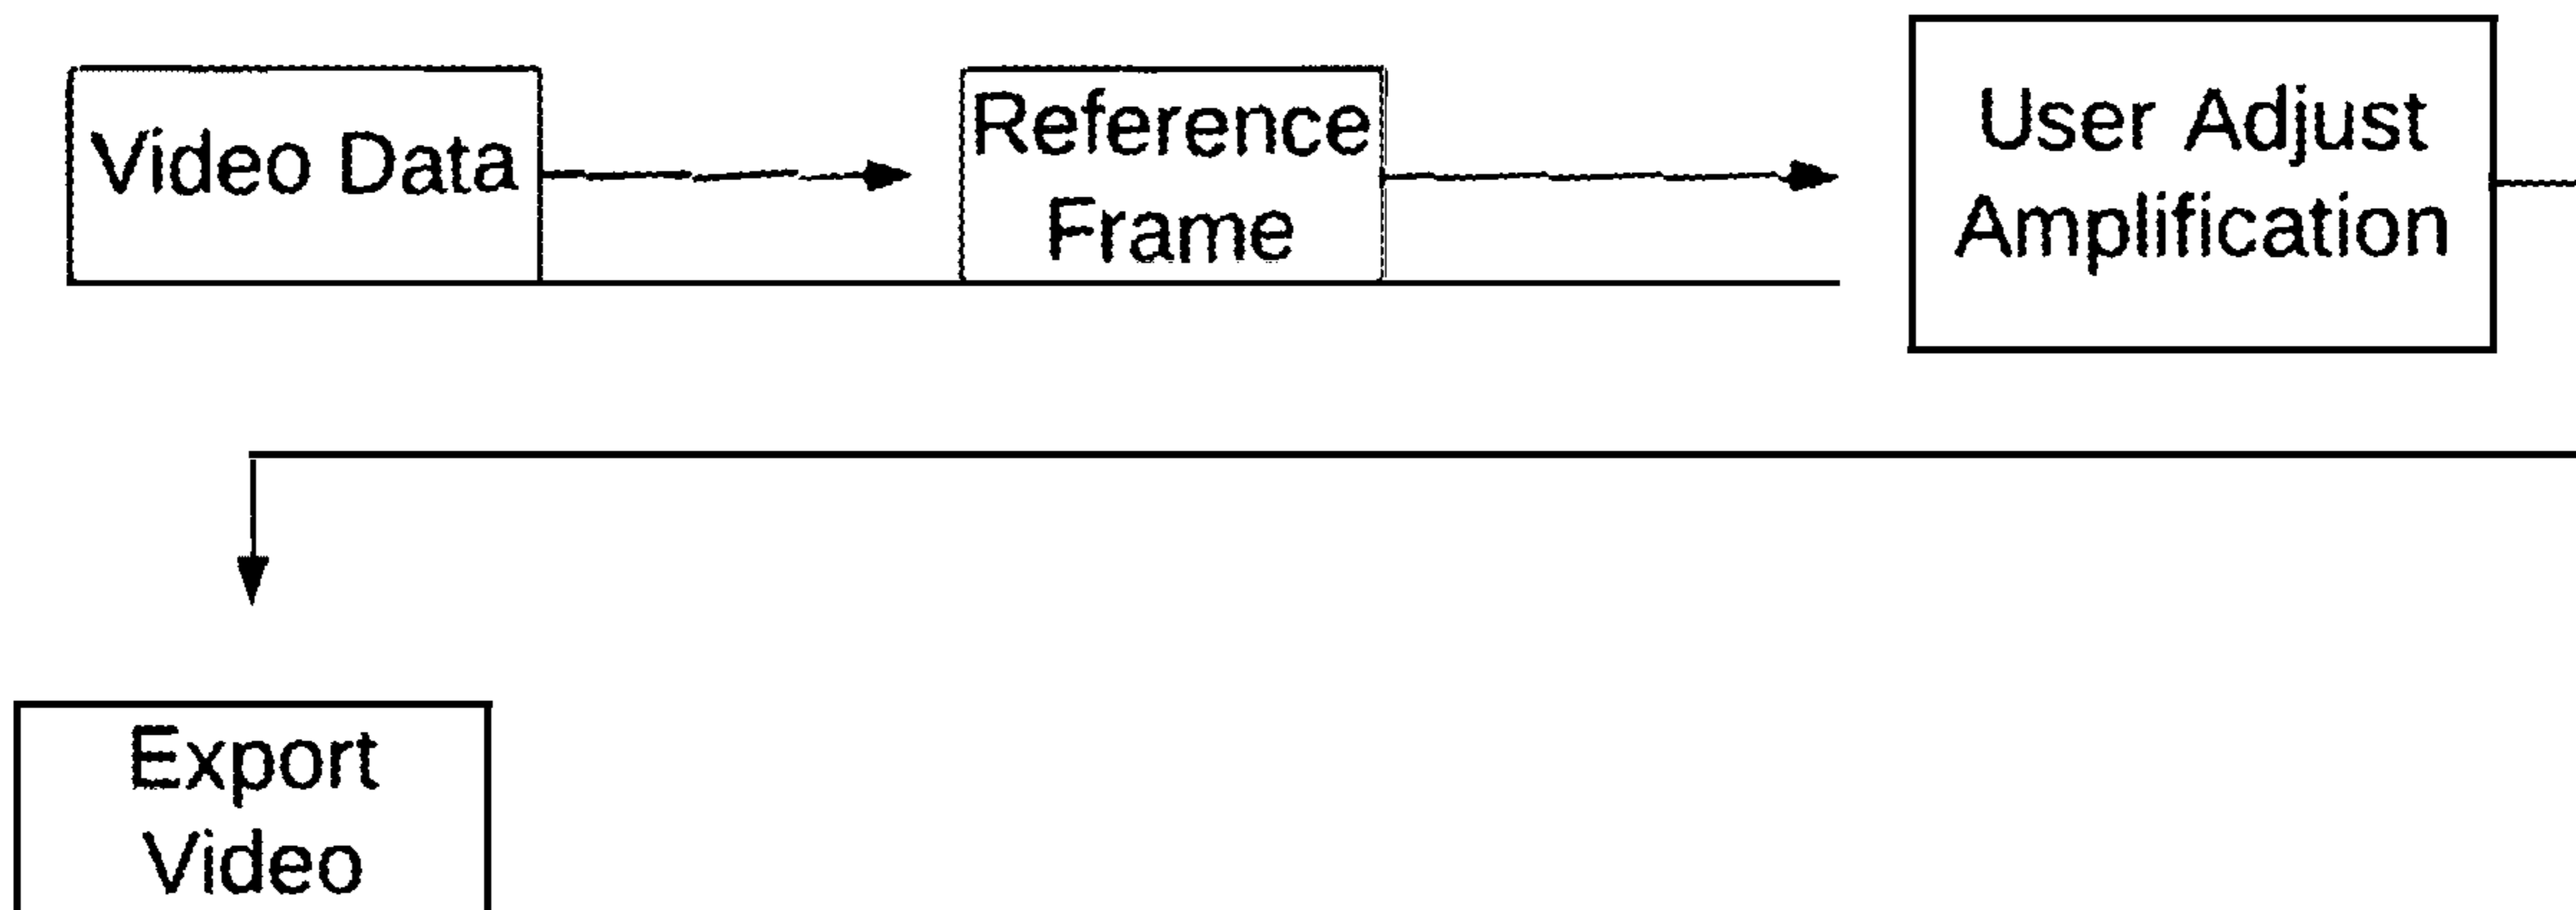 Video Data
Reference
Frame
User Adjust
Amplification
Export
Video